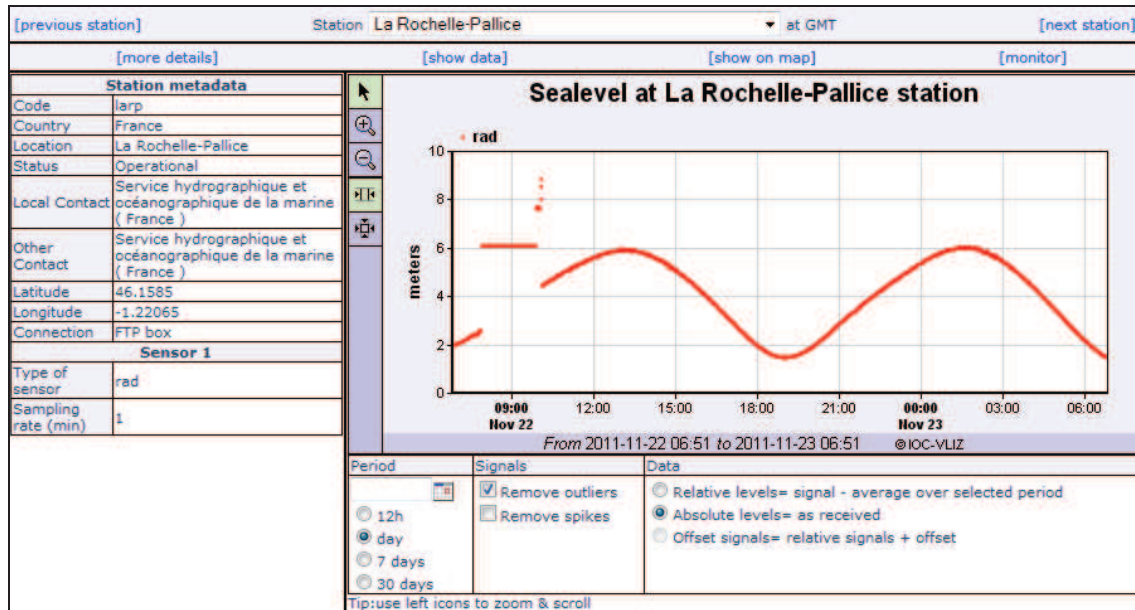 [previous station] Station La Rochelle-Pallice at GMT [next station]
[more details] [show data] [show on map] [monitor]
Station metadata
Code larp
Country France
Location La Rochelle-Pallice
Status Operational
Local Contact Service hydrographique et
océanographique de la marine
( France )
Other
Contact Service hydrographique et
océanographique de la marine
( France )
Latitude 46.1585
Longitude -1.22065
Connection FTP box
Sensor 1
Type of
sensor rad
Sampling
rate (min) 1
Sealevel at La Rochelle-Pallice station
rad
10
8
6
4
2
0
meters
09:00 12:00 15:00 18:00 21:00 00:00 03:00 06:00
Nov 22 Nov 23
From 2011-11-22 06:51 to 2011-11-23 06:51 ©IOC-VLIZ
Period Signals Data
12h
day
7 days
30 days
Remove outliers
Remove spikes
Relative levels= signal - average over selected period
Absolute levels= as received
Offset signals= relative signals + offset
Tip:use left icons to zoom & scroll